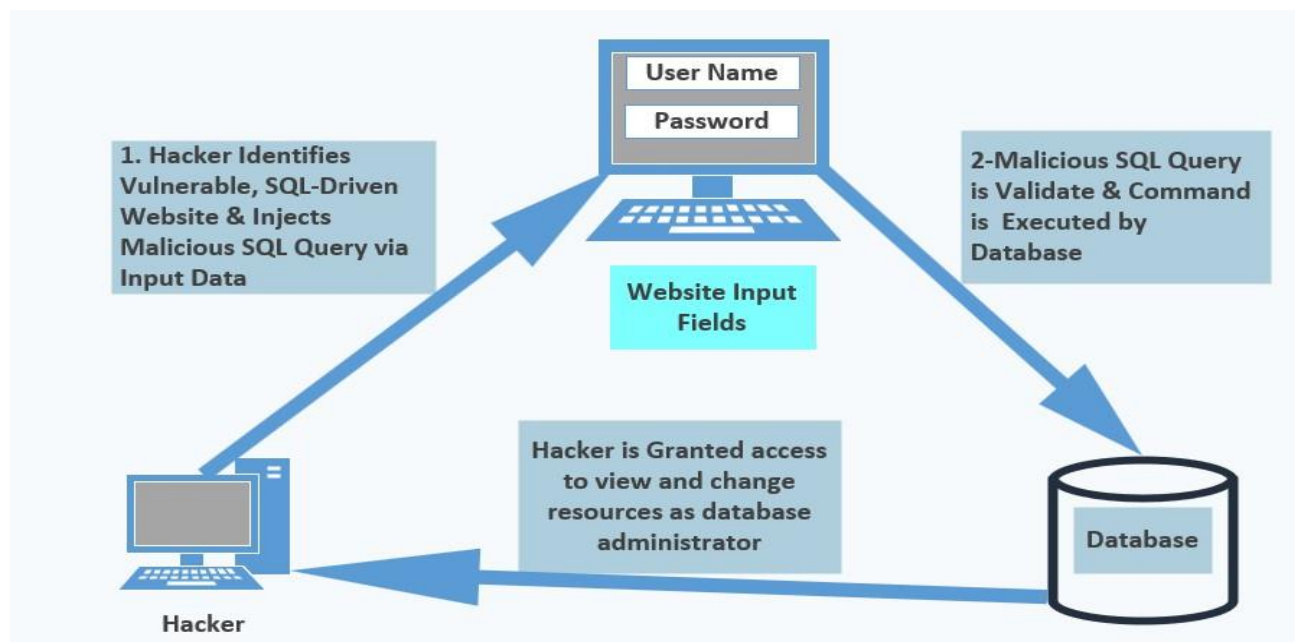 User Name
Password
1. Hacker Identifies
Vulnerable, SQL-Driven
Website & Injects
Malicious SQL Query via
Input Data
2-Malicious SQL Query
is Validate & Command
is Executed by
Database
Website Input
Fields
Hacker is Granted access
to view and change
resources as database
administrator
Database
Hacker